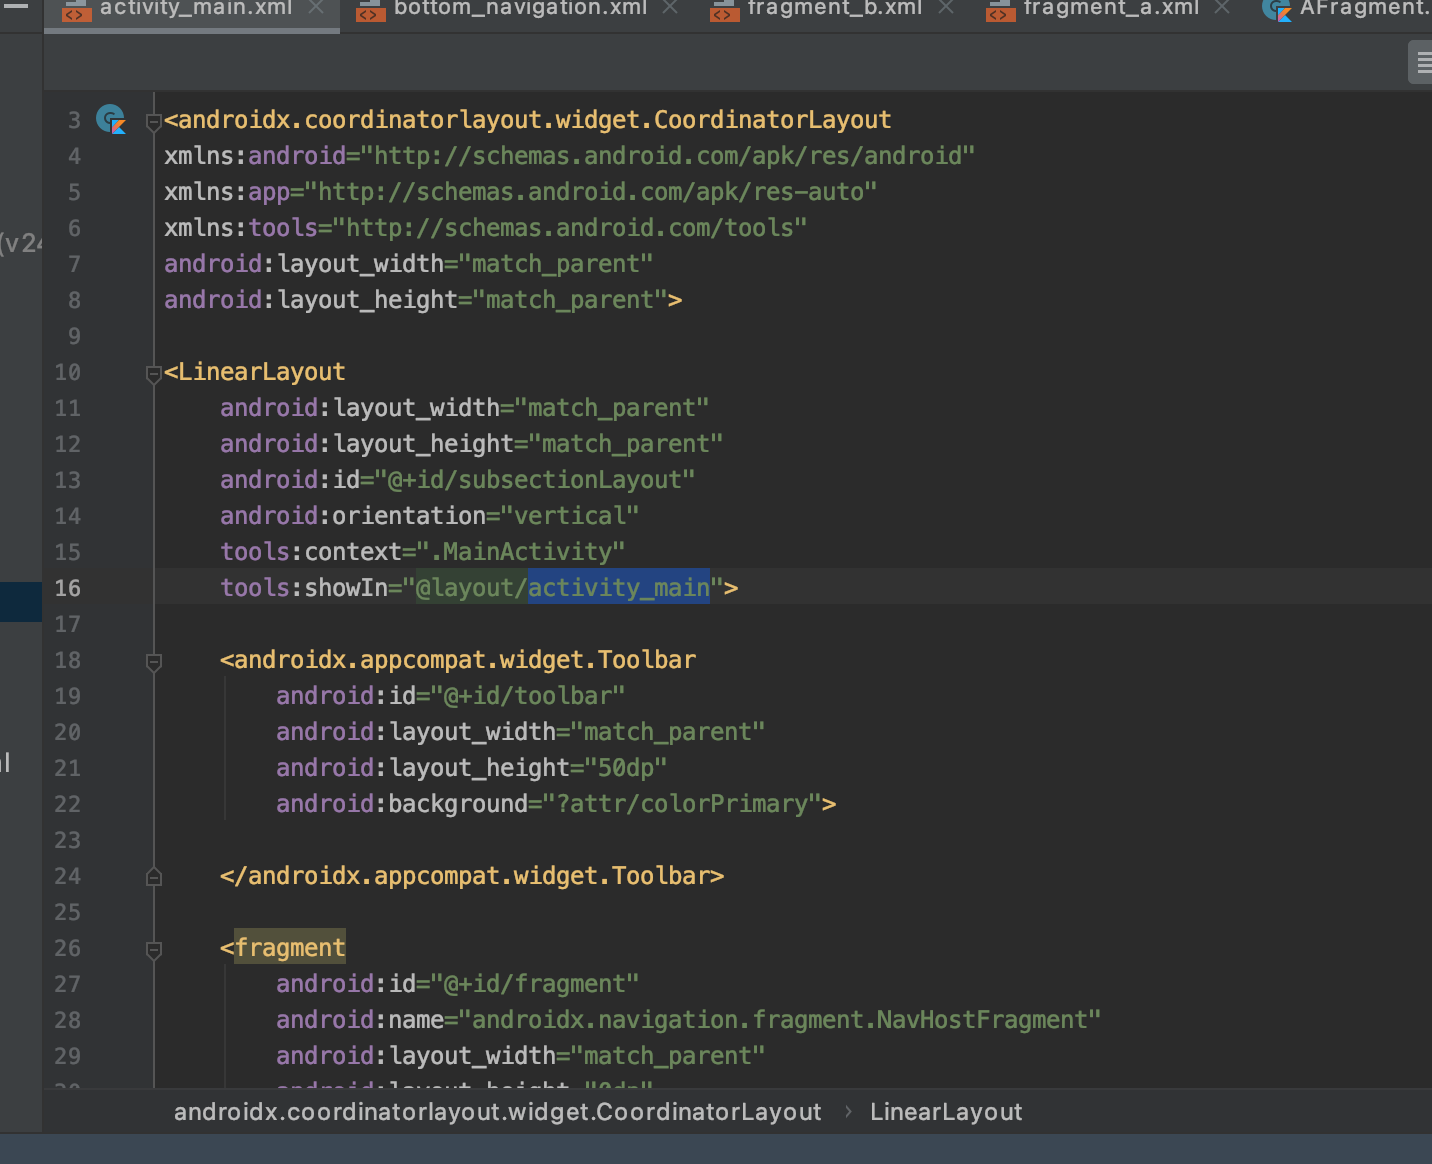 activity_main.xml bottom_navigation.xml fragment_b.xml fragment_a.xml AFragment.
3 <androidx.coordinatorlayout.widget.CoordinatorLayout
4 xmlns:android="http://schemas.android.com/apk/res/android"
5 xmlns:app="http://schemas.android.com/apk/res-auto"
6 xmlns:tools="http://schemas.android.com/tools"
(v24
7 android:layout_width="match_parent"
8 android:layout_height="match_parent">
9
10 <LinearLayout
11 android:layout_width="match_parent"
12 android:layout_height="match_parent"
13 android:id="@+id/subsectionLayout"
14 android:orientation="vertical"
15 tools:context=".MainActivity"
16 tools:showIn="@layout/activity_main">
17
18 <androidx.appcompat.widget.Toolbar
19 android:id="@+id/toolbar"
20 android:layout_width="match_parent"
21 android:layout_height="50dp"
22 android:background="?attr/colorPrimary">
23
24 </androidx.appcompat.widget.Toolbar>
25
26 <fragment
27 android:id="@+id/fragment"
28 android:name="androidx.navigation.fragment.NavHostFragment"
29 android:layout_width="match_parent"
30 android:layout_height="0dp"
androidx.coordinatorlayout.widget.CoordinatorLayout › LinearLayout